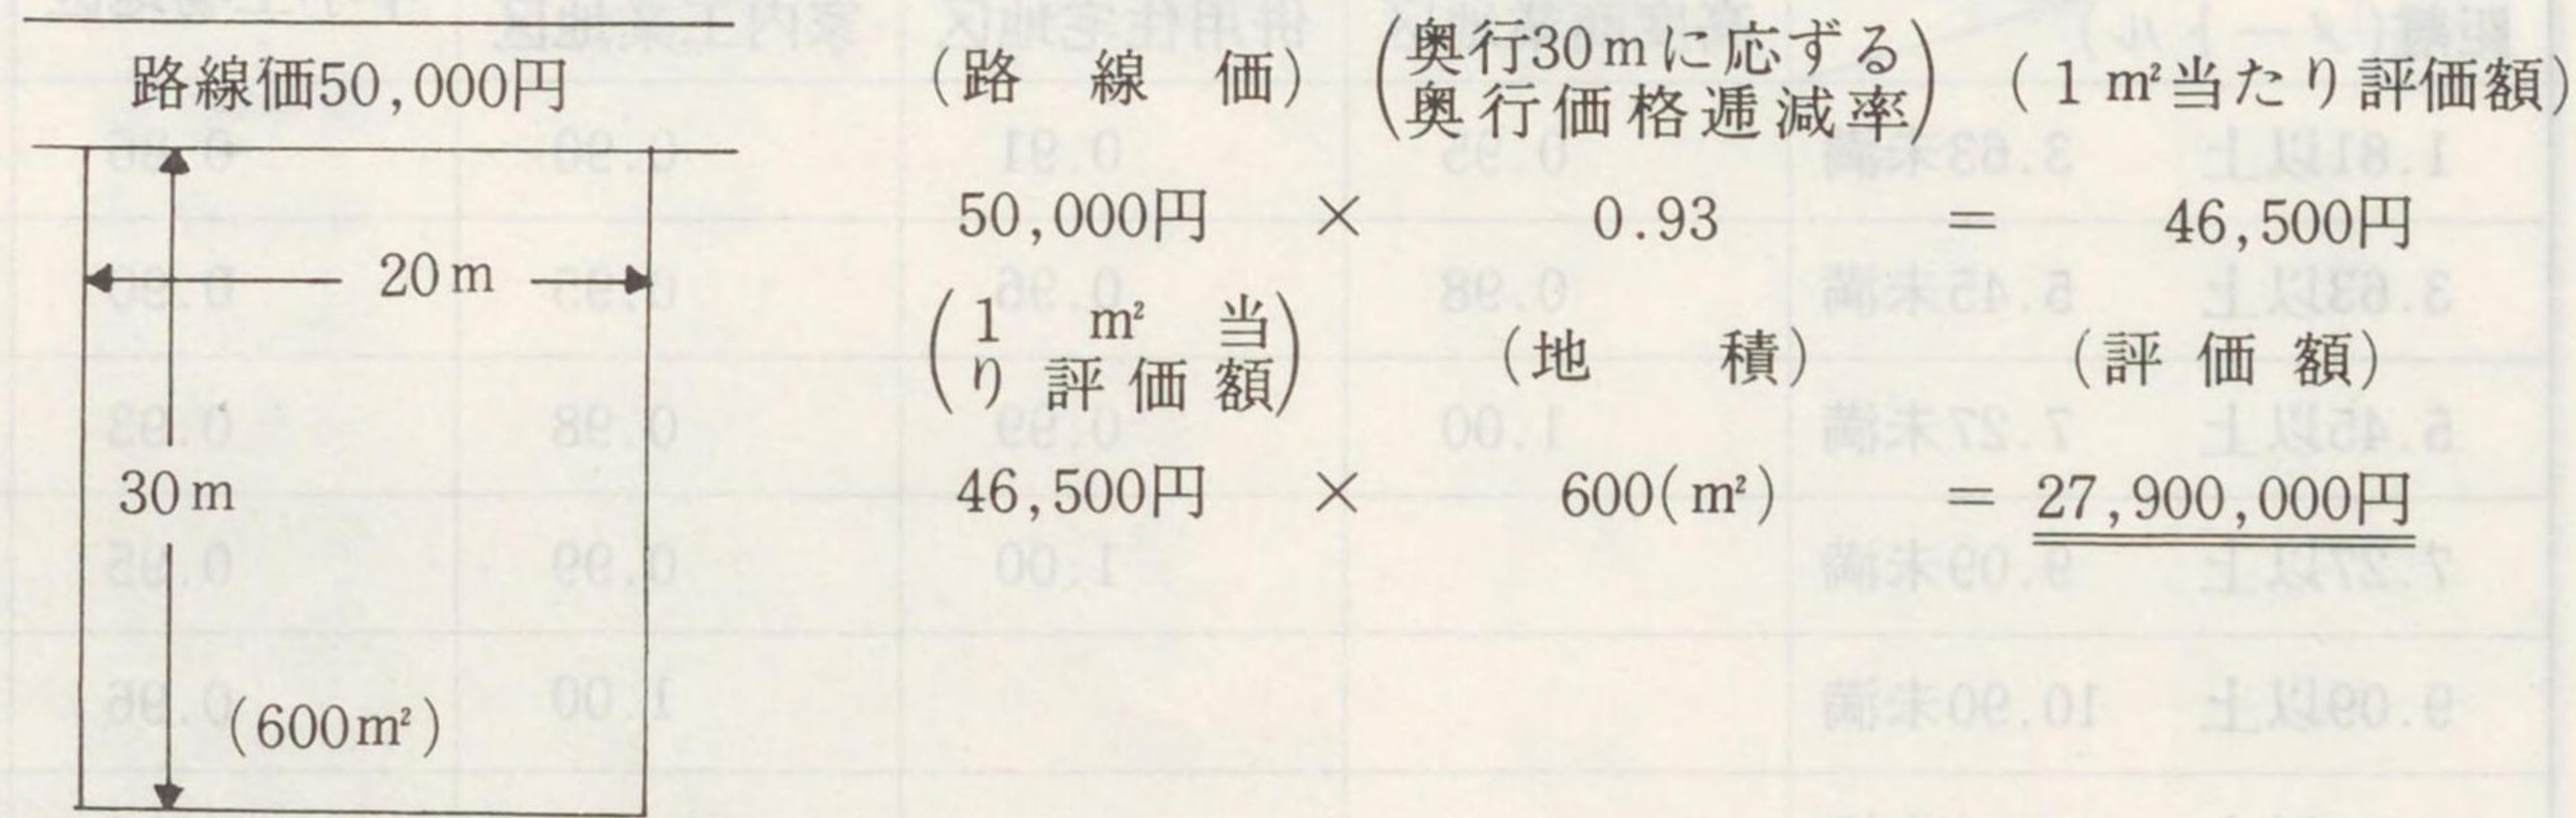 路線価50,000円
20m
30m
(600㎡)
(路線価) (奥行30mに応ずる奥行価格逓減率) (1㎡当たり評価額)
50,000円 × 0.93 = 46,500円
(1㎡当り評価額) (地積) (評価額)
46,500円 × 600(㎡) = 27,900,000円